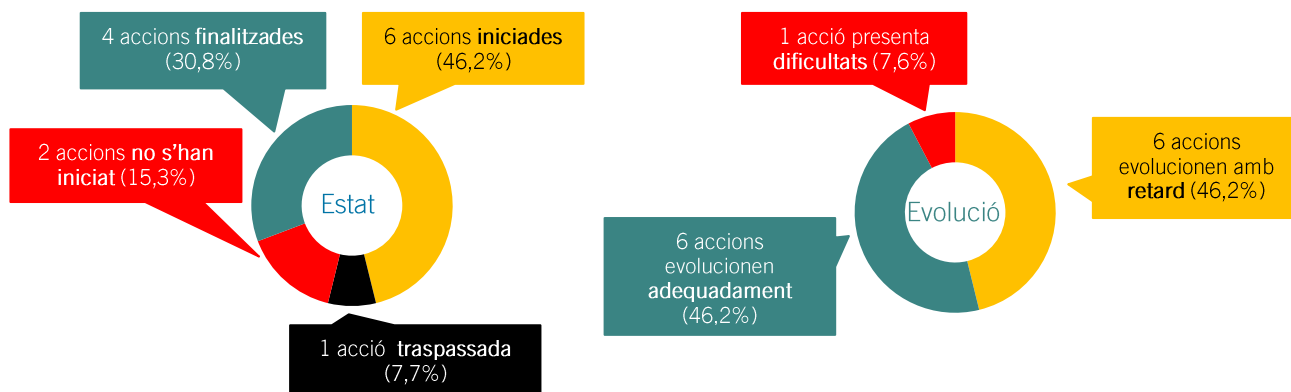 4 accions finalitzades
(30,8%)
6 accions iniciades
(46,2%)
2 accions no s'han
iniciat (15,3%)
Estat
1 acció traspassada
(7,7%)
1 acció presenta
dificultats (7,6%)
6 accions
evolucionen amb
retard (46,2%)
Evolució
6 accions
evolucionen
adequadament
(46,2%)